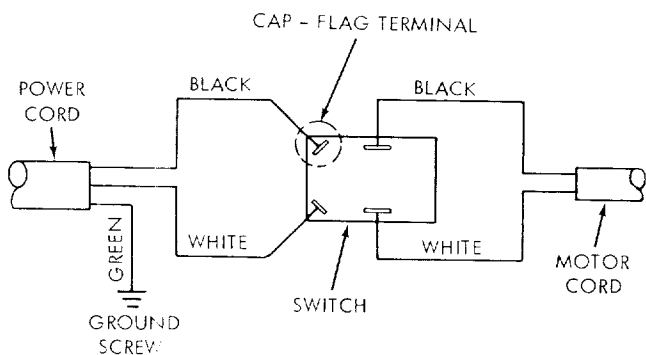 CAP - FLAG TERMINAL
POWER
CORD
BLACK
BLACK
GREEN
WHITE
WHITE
MOTOR
CORD
SWITCH
GROUND
SCREW